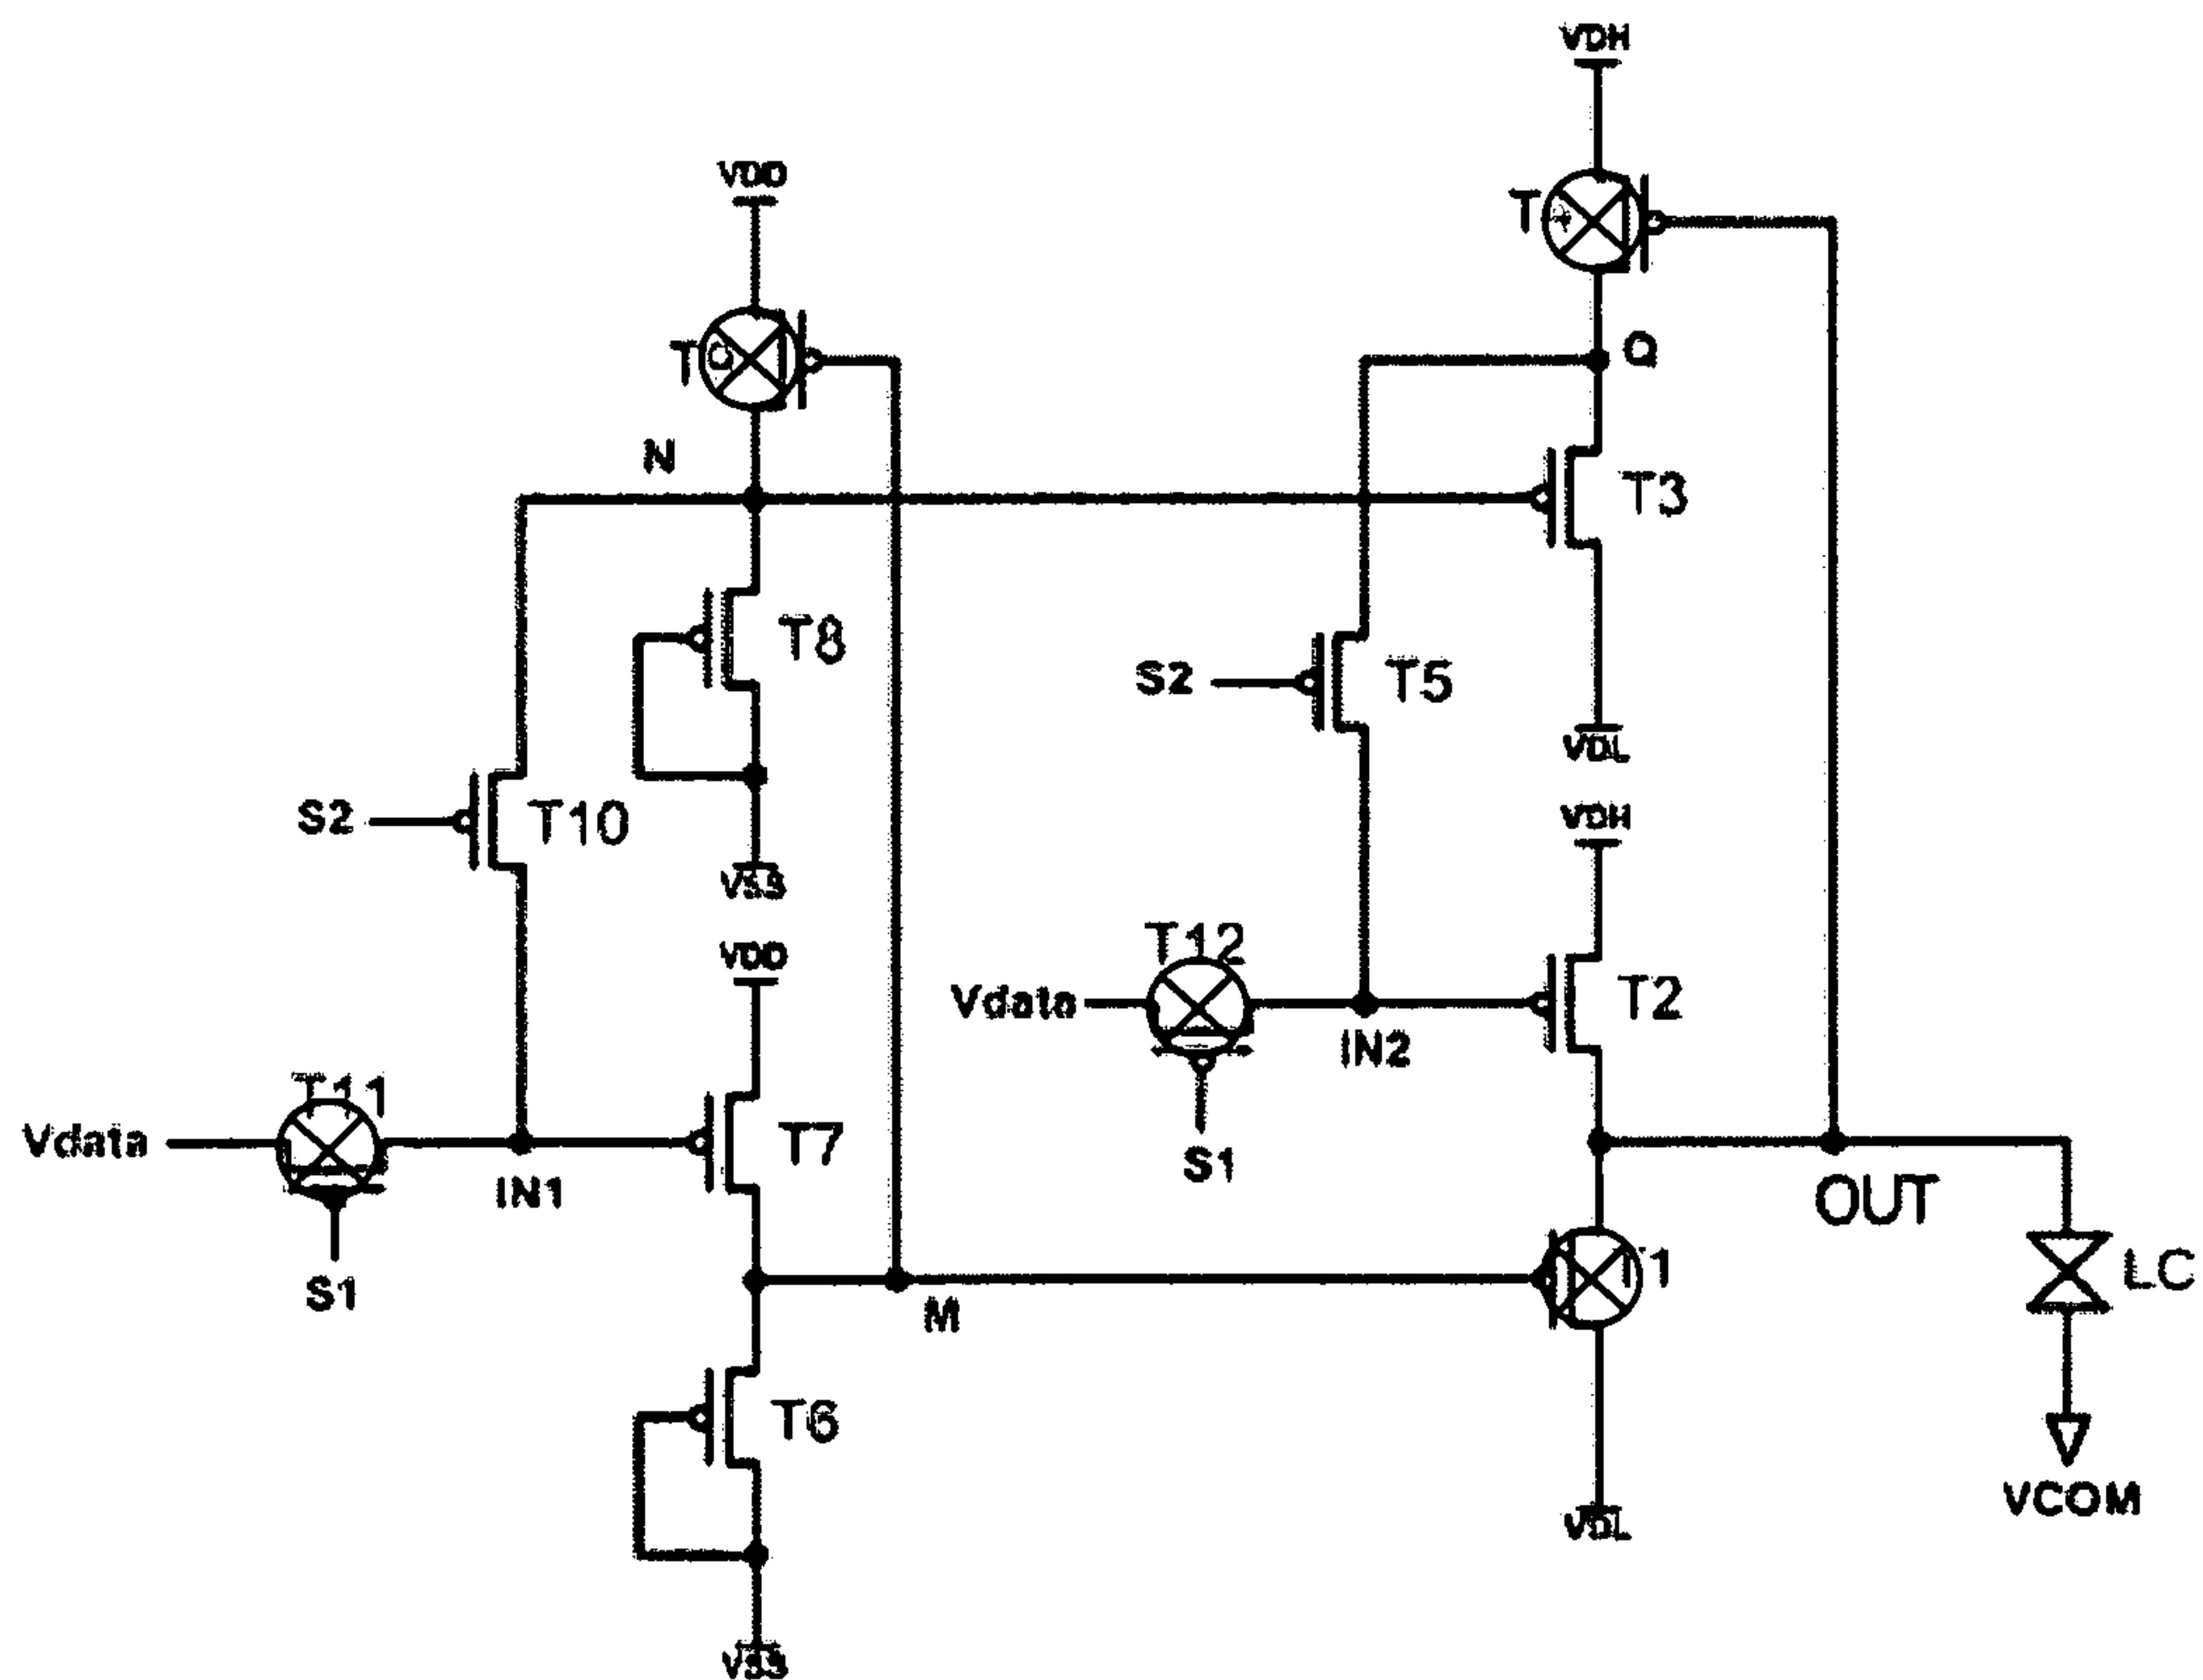 VDH
VDD
T
T9
Q
N
T3
T8
S2
T5
VDL
S2
T10
VDH
VSS
T12
VDD
T2
Vdata
IN2
T11
Vdata
T7
S1
IN1
OUT
S1
T1
LC
M
T6
VCOM
VDL
VSS